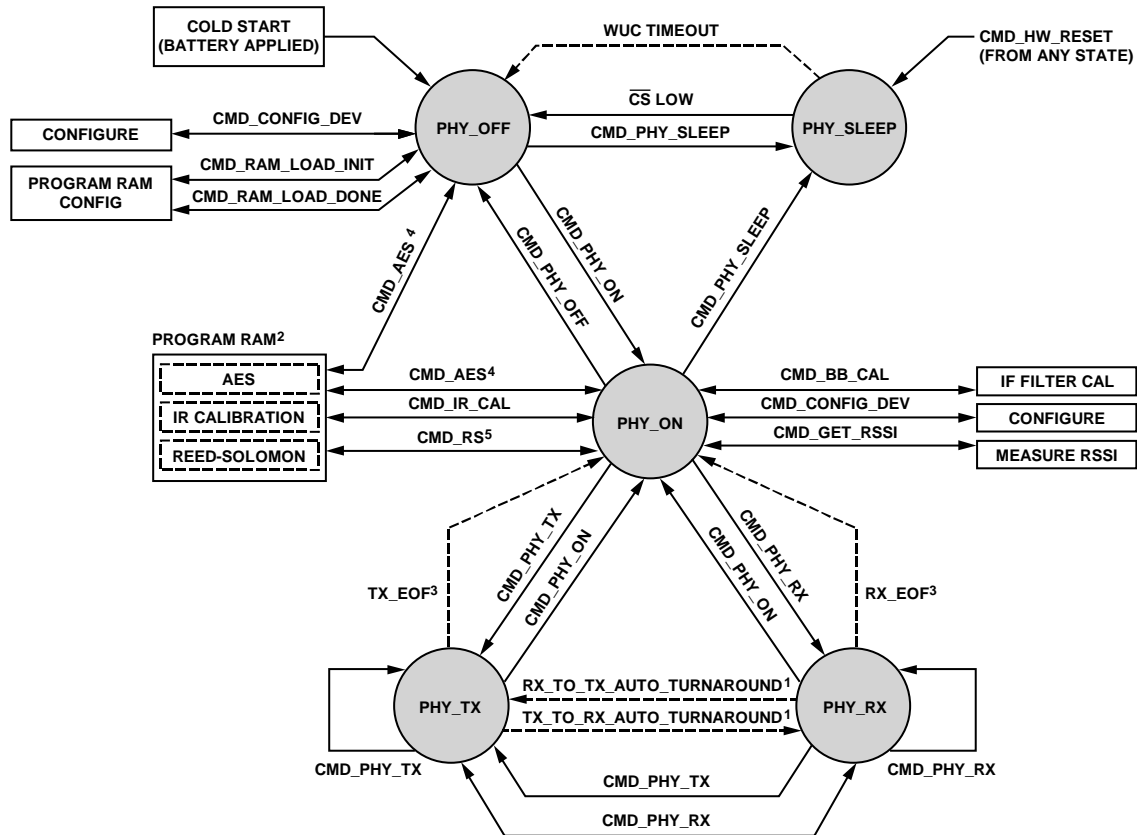 COLD START
(BATTERY APPLIED)
WUC TIMEOUT
CMD_HW_RESET
(FROM ANY STATE)
CS LOW
PHY_OFF
CMD_PHY_SLEEP
PHY_SLEEP
CONFIGURE
CMD_CONFIG_DEV
CMD_RAM_LOAD_INIT
PROGRAM RAM
CONFIG
CMD_RAM_LOAD_DONE
CMD_AES 4
CMD_PHY_OFF
CMD_PHY_ON
CMD_PHY_SLEEP
PROGRAM RAM2
AES
IR CALIBRATION
REED-SOLOMON
CMD_AES4
CMD_IR_CAL
CMD_RS5
PHY_ON
CMD_BB_CAL
CMD_CONFIG_DEV
CMD_GET_RSSI
IF FILTER CAL
CONFIGURE
MEASURE RSSI
TX_EOF3
CMD_PHY_TX
CMD_PHY_ON
CMD_PHY_ON
CMD_PHY_RX
RX_EOF3
PHY_TX
RX_TO_TX_AUTO_TURNAROUND1
TX_TO_RX_AUTO_TURNAROUND1
PHY_RX
CMD_PHY_TX
CMD_PHY_TX
CMD_PHY_RX
CMD_PHY_RX